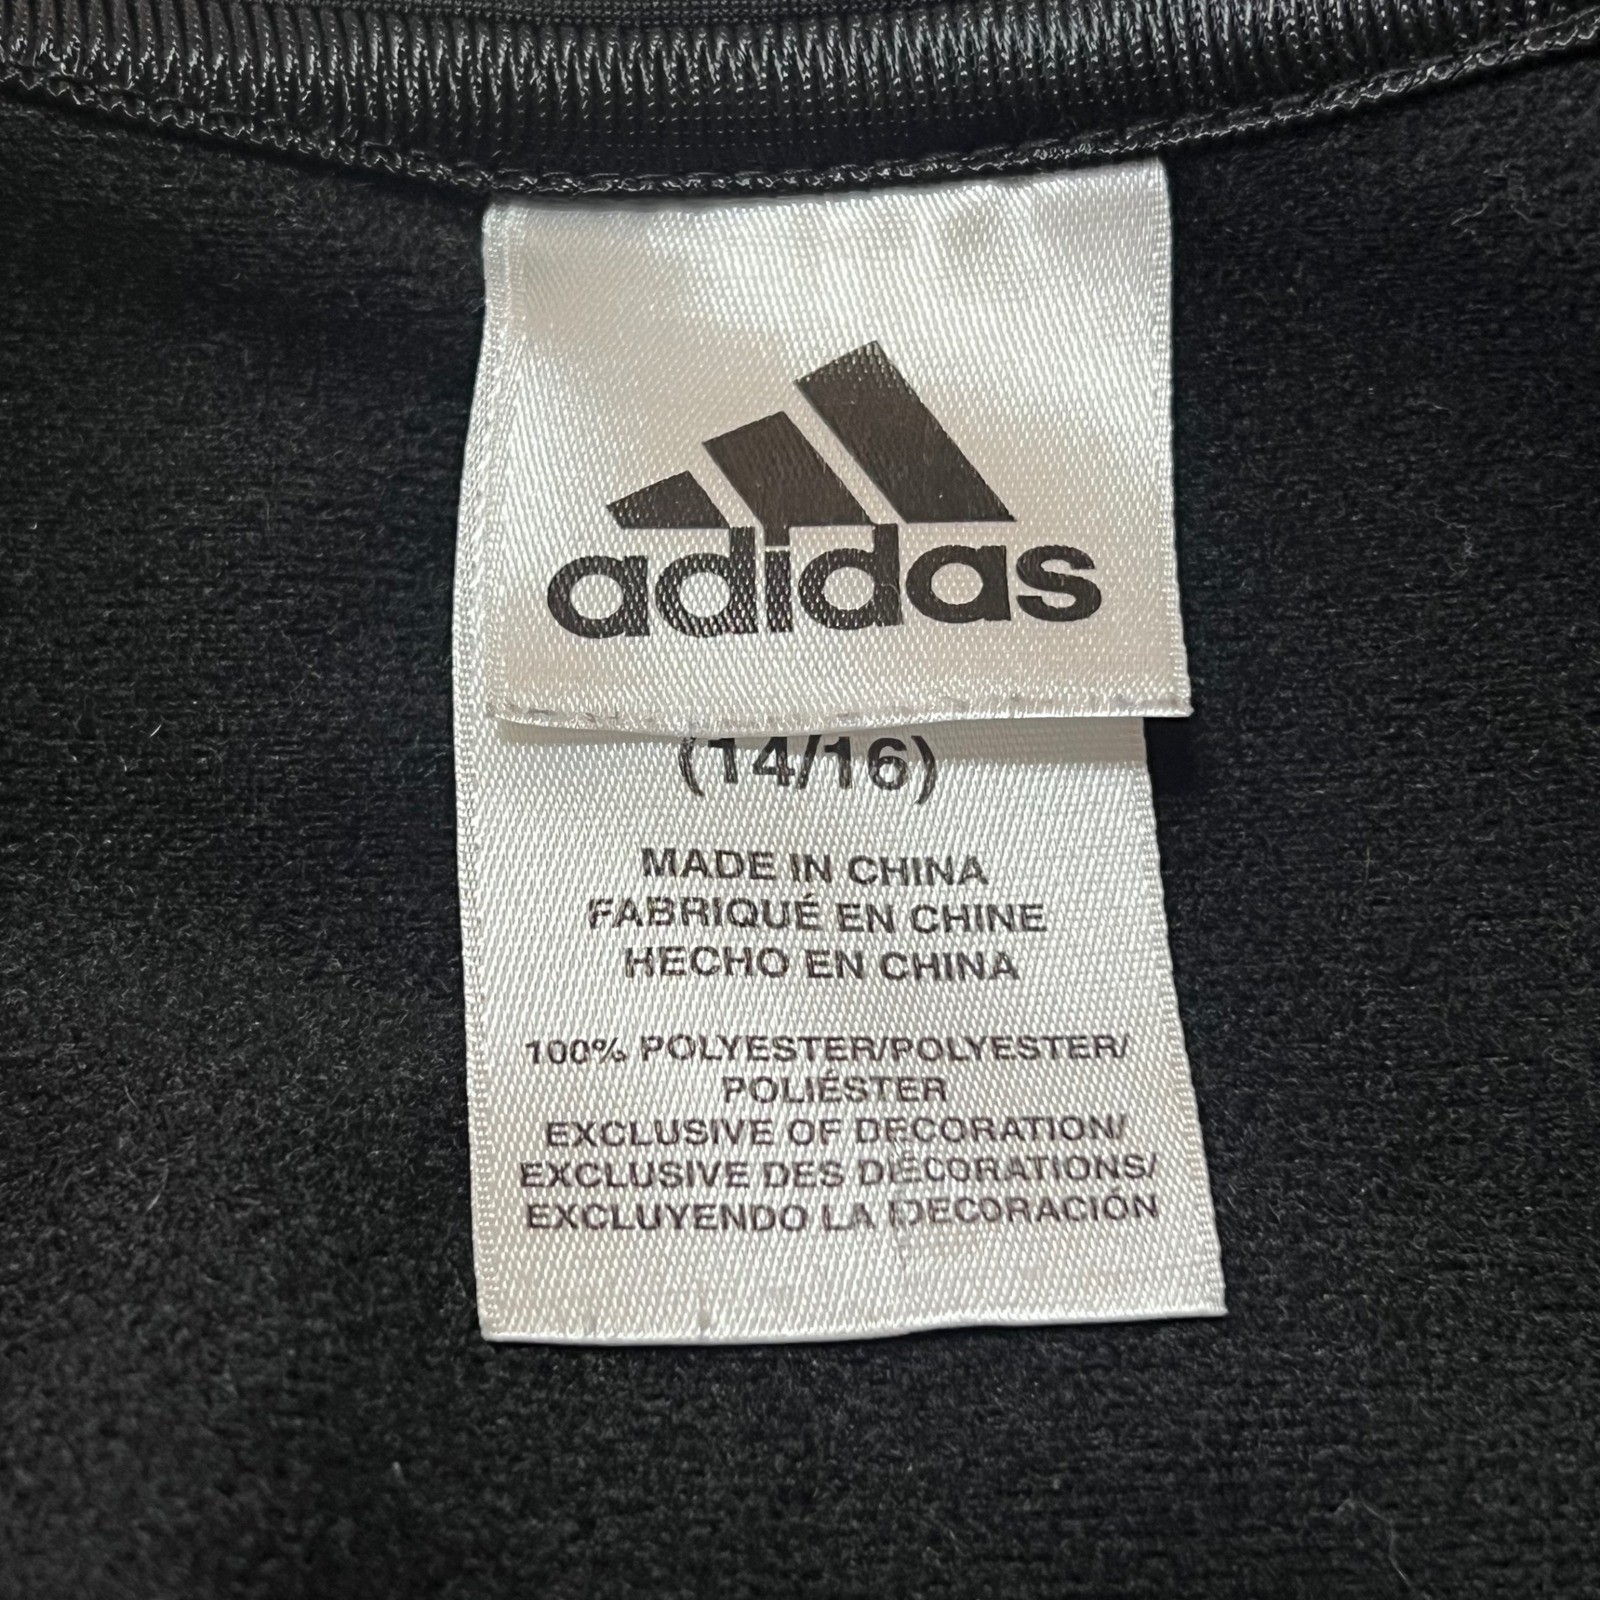 adidas
(14/16)
MADE IN CHINA
FABRIQUÉ EN CHINE
HECHO EN CHINA
100% POLYESTER/POLYESTER/
POLIÉSTER
EXCLUSIVE OF DECORATION/
EXCLUSIVE DES DÉCORATIONS/
EXCLUYENDO LA DECORACIÓN